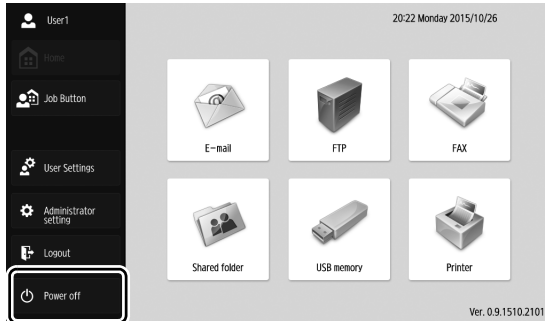 User1
20:22 Monday 2015/10/26
Home
Job Button
User Settings
Administrator
setting
Logout
Power off
E-mail
FTP
FAX
Shared folder
USB memory
Printer
Ver. 0.9.1510.2101